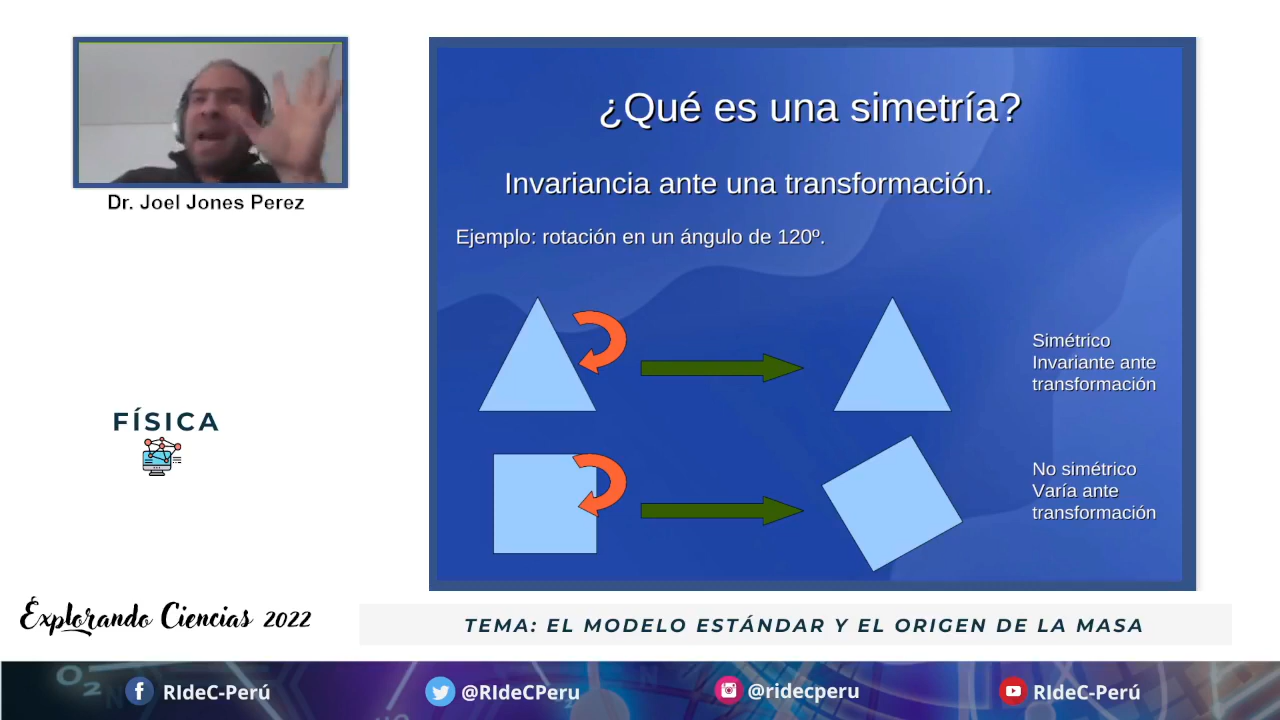 ¿Qué es una simetría?
Invariancia ante una transformación.
Ejemplo: rotación en un ángulo de 120º.
Simétrico
Invariante ante
transformación
No simétrico
Varía ante
transformación
Dr. Joel Jones Perez
FÍSICA
Explorando Ciencias 2022
TEMA: EL MODELO ESTÁNDAR Y EL ORIGEN DE LA MASA
O2
RIdeC-Perú
@RIdeCPeru
@ridecperu
RIdeC-Perú